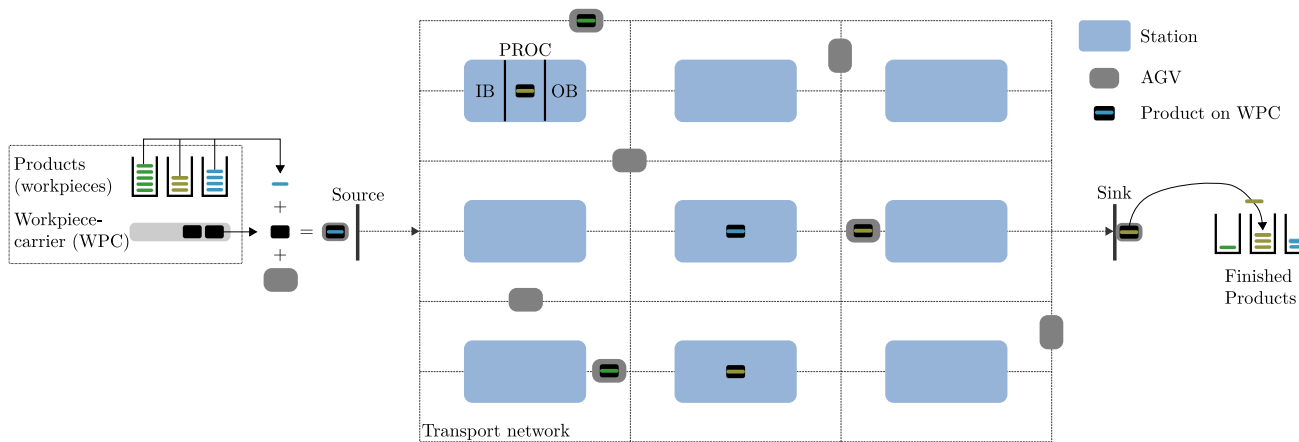 Products
(workpieces)
Workpiece-
carrier (WPC)
+
=
+
Source
PROC
IB
OB
Transport network
Sink
Finished
Products
Station
AGV
Product on WPC